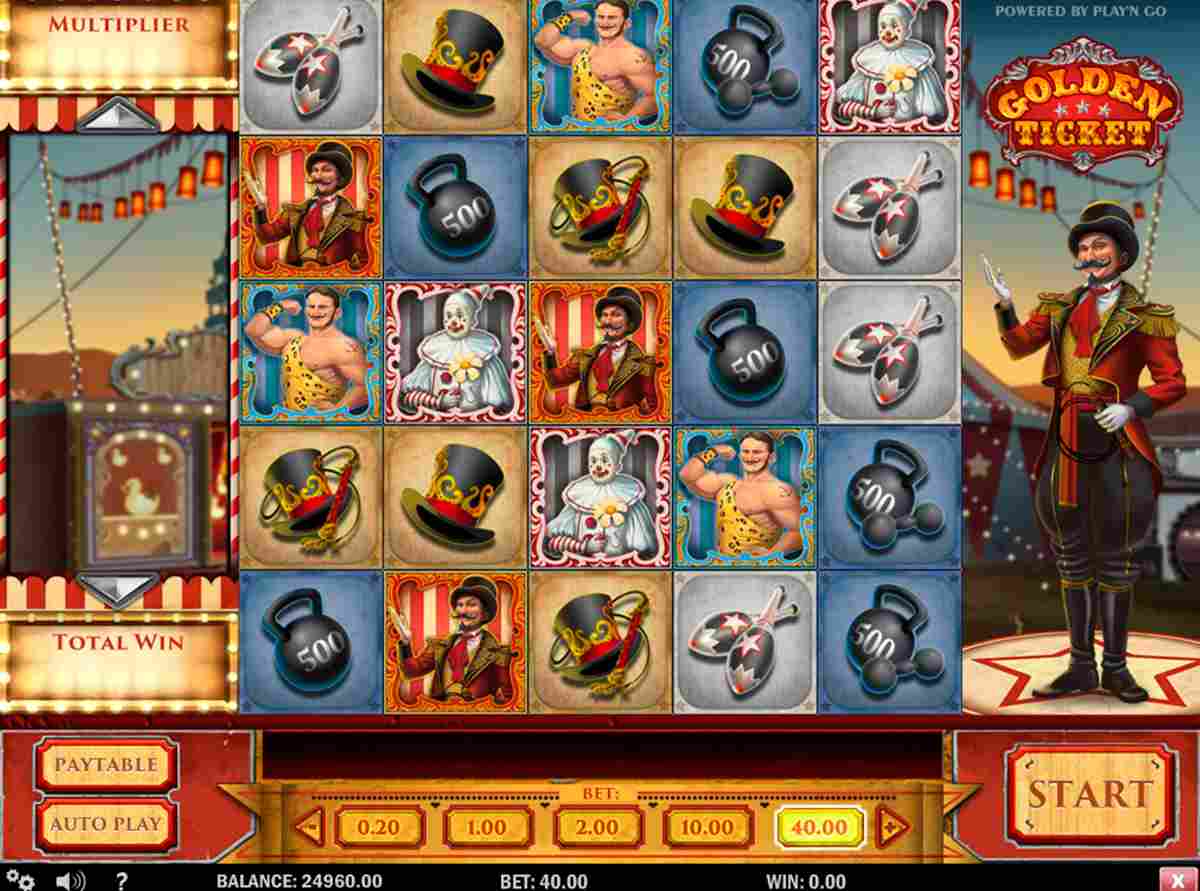 MULTIPLIER
POWERED BY PLAY'N GO
GOLDEN
TICKET
500
500
500
500
500
500
TOTAL WIN
PAYTABLE
AUTO PLAY
BET:
- 0.20 1.00 2.00 10.00 40.00 +
START
? BALANCE: 24960.00 BET: 40.00 WIN: 0.00 X